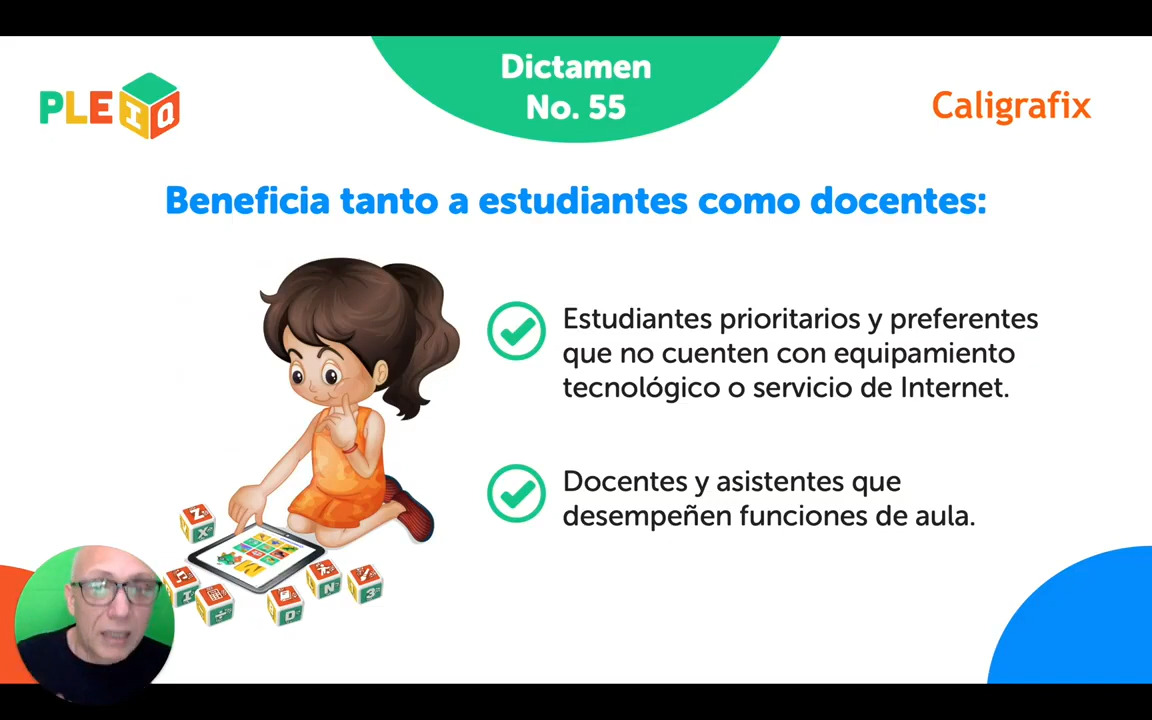 Dictamen
No. 55
PLEIQ
Caligrafix
Beneficia tanto a estudiantes como docentes:
Estudiantes prioritarios y preferentes
que no cuenten con equipamiento
tecnológico o servicio de Internet.
Docentes y asistentes que
desempeñen funciones de aula.
Z
X
I
D
N
3